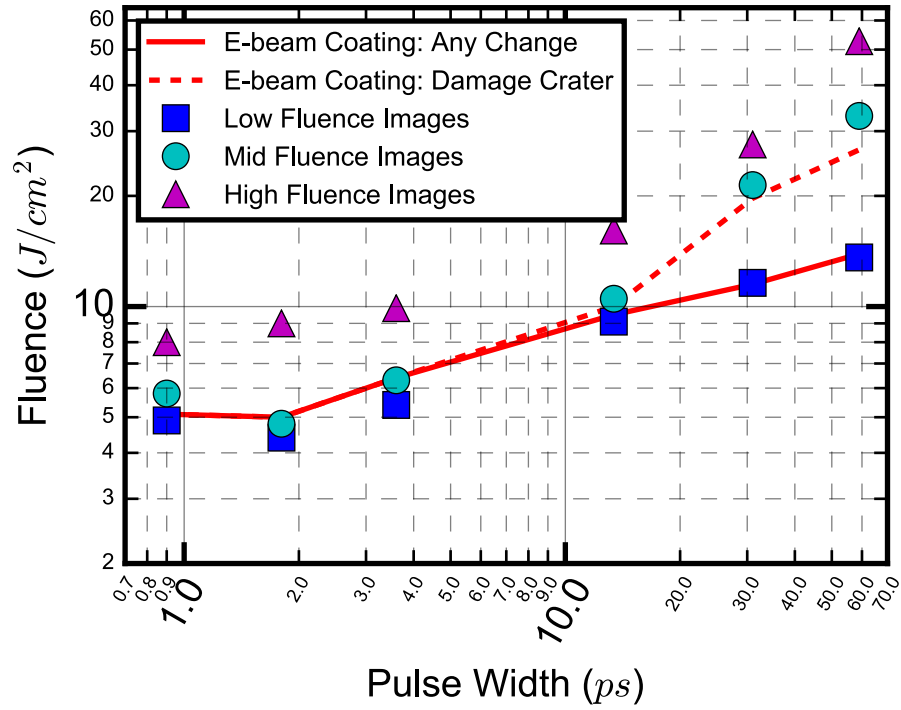 60
50
40
30
20
10
9
8
7
6
5
4
3
2
Fluence (J/cm²)
E-beam Coating: Any Change
E-beam Coating: Damage Crater
Low Fluence Images
Mid Fluence Images
High Fluence Images
0.7 0.8 0.9 1.0 2.0 3.0 4.0 5.0 6.0 7.0 8.0 9.0 10.0 20.0 30.0 40.0 50.0 60.0 70.0
Pulse Width (ps)